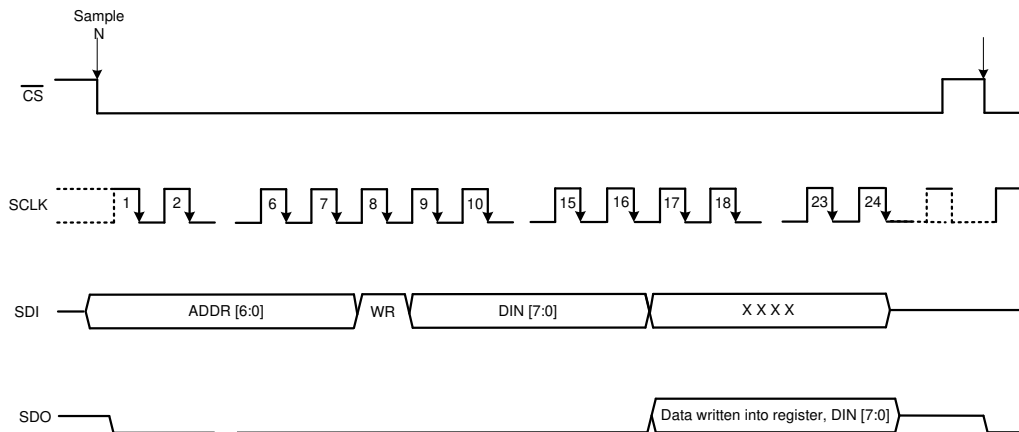 Sample
N
CS
SCLK
1 2 6 7 8 9 10 15 16 17 18 23 24
SDI
ADDR [6:0] WR DIN [7:0] X X X X
SDO
Data written into register, DIN [7:0]